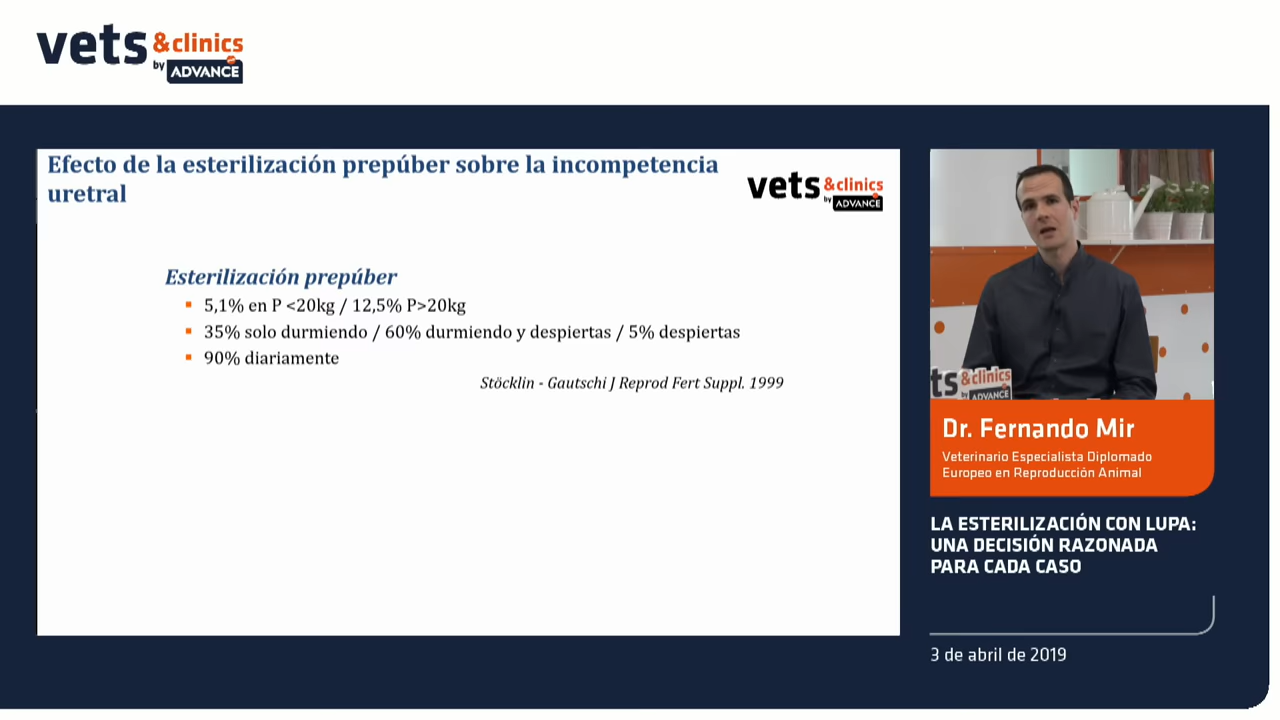 vets &clinics
by ADVANCE
Efecto de la esterilización prepúber sobre la incompetencia
uretral
vets &clinics
by ADVANCE
Esterilización prepúber
▪ 5,1% en P <20kg / 12,5% P>20kg
▪ 35% solo durmiendo / 60% durmiendo y despiertas / 5% despiertas
▪ 90% diariamente
Stöcklin - Gautschi J Reprod Fert Suppl. 1999
ts &clinics
by ADVANCE
Dr. Fernando Mir
Veterinario Especialista Diplomado
Europeo en Reproducción Animal
LA ESTERILIZACIÓN CON LUPA:
UNA DECISIÓN RAZONADA
PARA CADA CASO
3 de abril de 2019